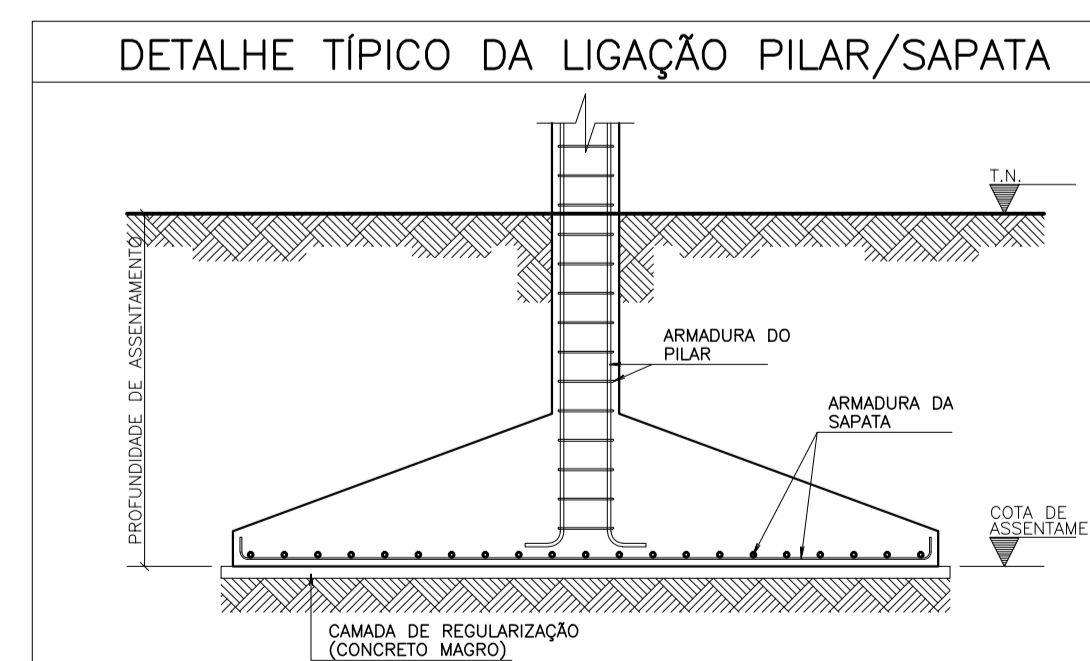 DETALHE TÍPICO DA LIGAÇÃO PILAR/SAPATA
T.N.
PROFUNDIDADE DE ASSENTAMENTO
ARMADURA DO
PILAR
ARMADURA DA
SAPATA
COTA DE
ASSENTAME
CAMADA DE REGULARIZAÇÃO
(CONCRETO MAGRO)